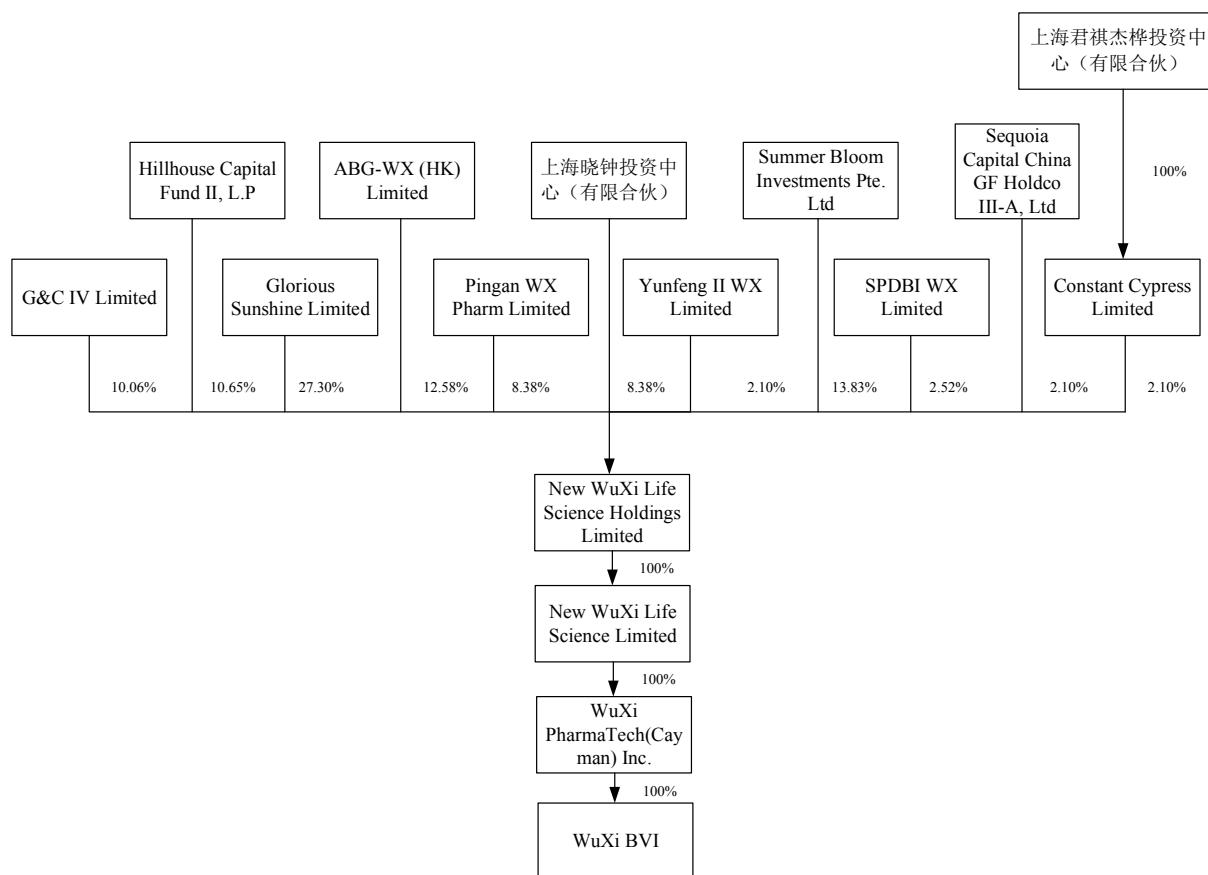 上海君祺杰桦投资中
心（有限合伙）
100%
Hillhouse Capital
Fund II, L.P
ABG-WX (HK)
Limited
上海晓钟投资中
心（有限合伙）
Summer Bloom
Investments Pte.
Ltd
Sequoia
Capital China
GF Holdco
III-A, Ltd
G&C IV Limited
Glorious
Sunshine Limited
Pingan WX
Pharm Limited
Yunfeng II WX
Limited
SPDBI WX
Limited
Constant Cypress
Limited
10.06%
10.65%
27.30%
12.58%
8.38%
8.38%
2.10%
13.83%
2.52%
2.10%
2.10%
New WuXi Life
Science Holdings
Limited
100%
New WuXi Life
Science Limited
100%
WuXi
PharmaTech(Cay
man) Inc.
100%
WuXi BVI